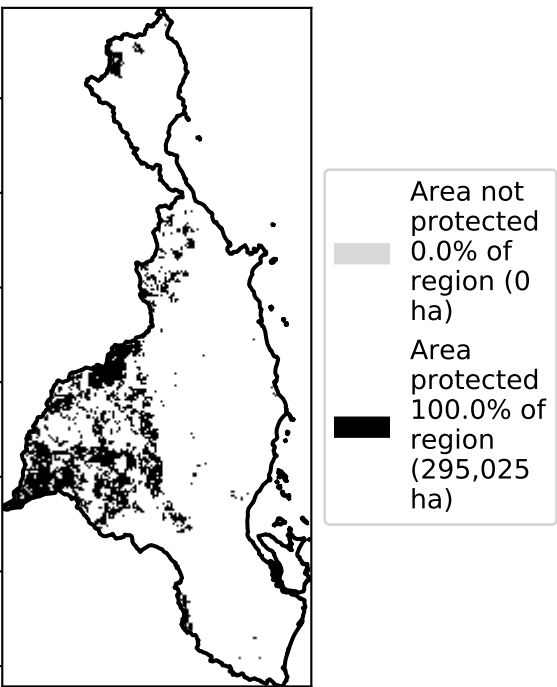 Area not
protected
0.0% of
region (0
ha)
Area
protected
100.0% of
region
(295,025
ha)